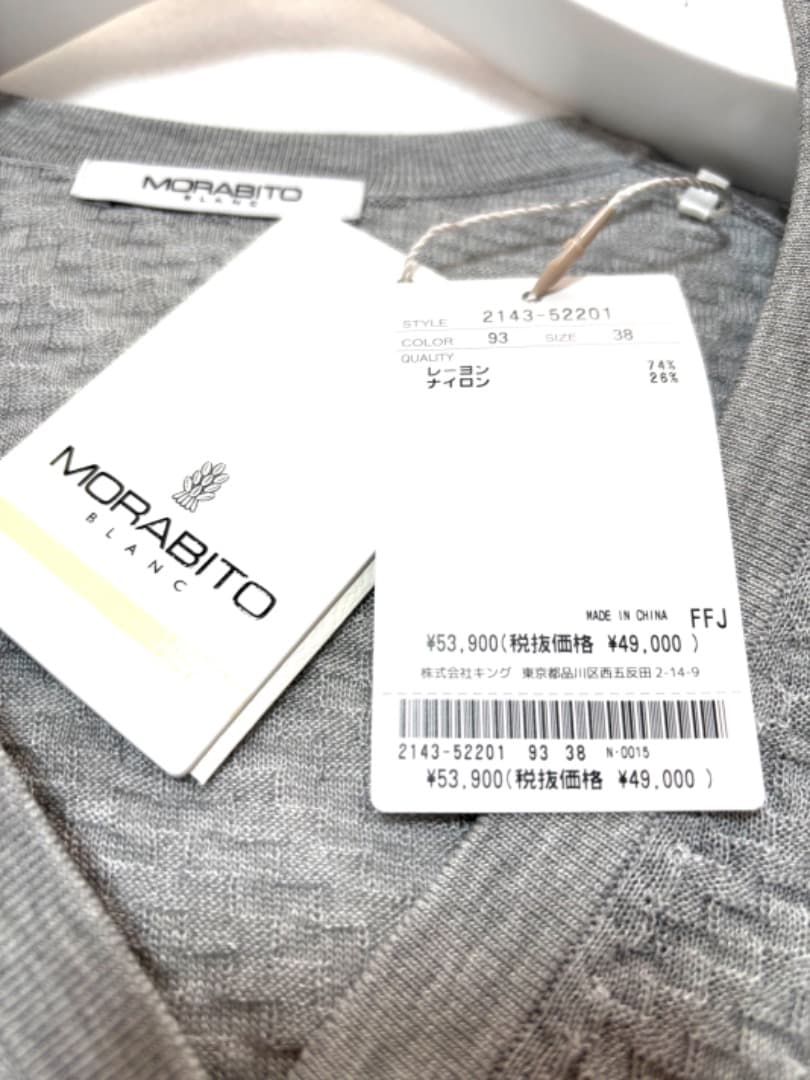 MORABITO
BLANC
MORABITO
BLANC
STYLE 2143-52201
COLOR 93 SIZE 38
QUALITY
レーヨン 74%
ナイロン 26%
MADE IN CHINA FFJ
¥53,900(税抜価格 ¥49,000 )
株式会社キング 東京都品川区西五反田 2-14-9
2143-52201 93 38 N-0015
¥53,900(税抜価格 ¥49,000 )